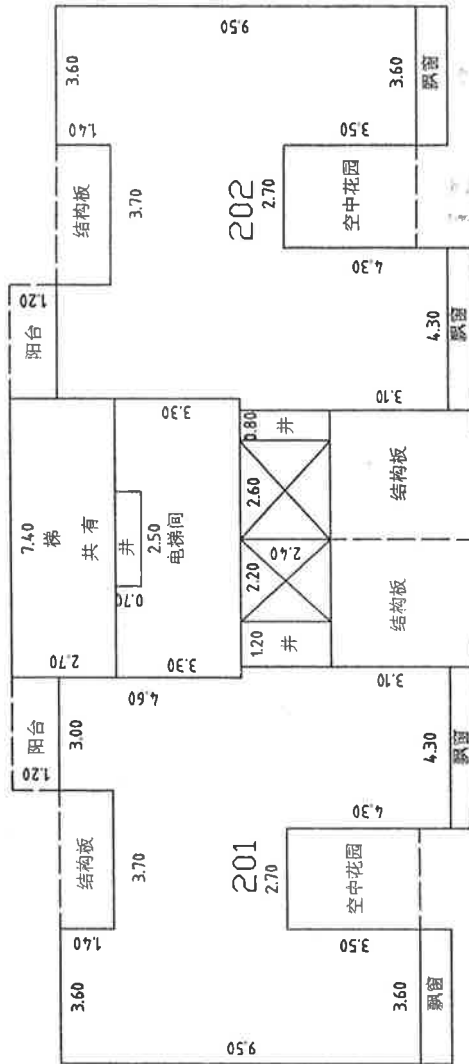 7.40
梯
共有
2.70
阳台
1.20
3.00
阳台
1.20
3.60
结构板
1.40
3.70
9.50
4.60
井
0.70
2.50
电梯间
3.30
3.30
结构板
1.40
3.70
3.60
9.50
201
2.70
空中花园
3.50
4.30
3.60
飘窗
4.30
飘窗
3.10
1.20
井
2.20
2.40
2.60
0.80
井
结构板
结构板
3.10
202
2.70
空中花园
4.30
3.50
4.30
飘窗
3.60
飘窗